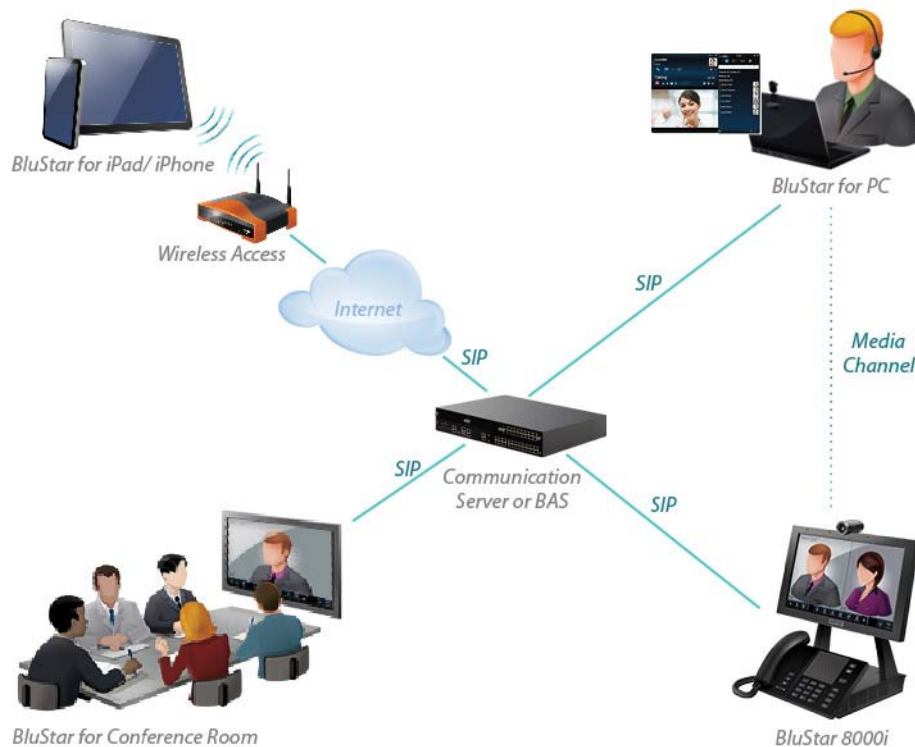 BluStar for iPad/ iPhone
Wireless Access
Internet
SIP
BluStar for PC
SIP
Media
Channel
SIP
Communication
Server or BAS
SIP
BluStar for Conference Room
BluStar 8000i